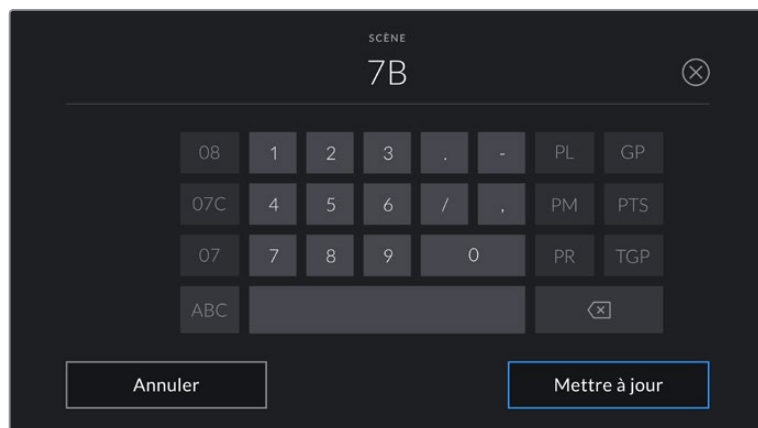 SCÈNE
7B
08 1 2 3 . - PL GP
07C 4 5 6 / , PM PTS
07 7 8 9 0 PR TGP
ABC
Annuler Mettre à jour